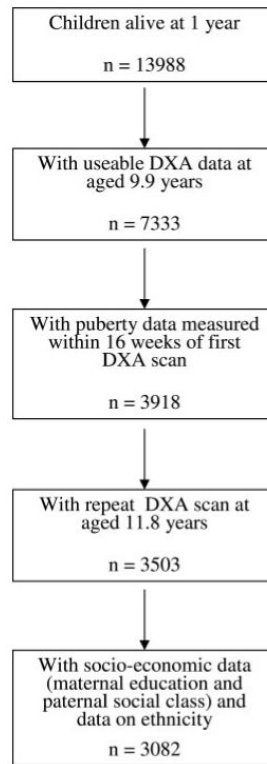 Children alive at 1 year
n = 13988
With useable DXA data at
aged 9.9 years
n = 7333
With puberty data measured
within 16 weeks of first
DXA scan
n = 3918
With repeat DXA scan at
aged 11.8 years
n = 3503
With socio-economic data
(maternal education and
paternal social class) and
data on ethnicity
n = 3082